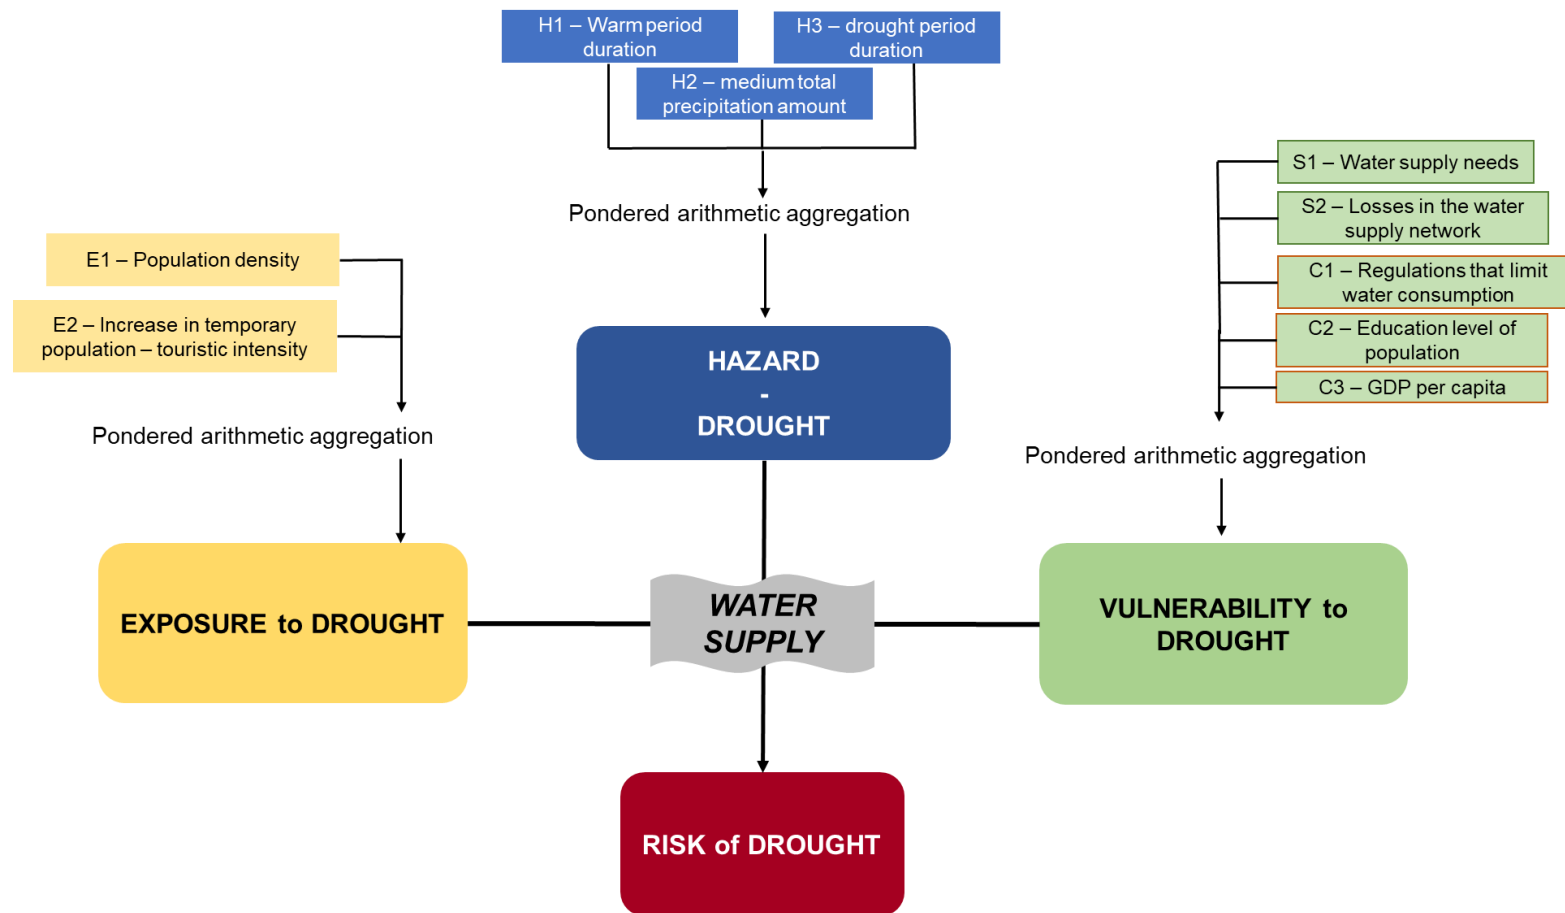 H1 – Warm period
duration
H3 – drought period
duration
H2 – medium total
precipitation amount
Pondered arithmetic aggregation
S1 – Water supply needs
S2 – Losses in the water
supply network
C1 – Regulations that limit
water consumption
C2 – Education level of
population
C3 – GDP per capita
E1 – Population density
E2 – Increase in temporary
population – touristic intensity
HAZARD
-
DROUGHT
Pondered arithmetic aggregation
Pondered arithmetic aggregation
EXPOSURE to DROUGHT
WATER
SUPPLY
VULNERABILITY to
DROUGHT
RISK of DROUGHT